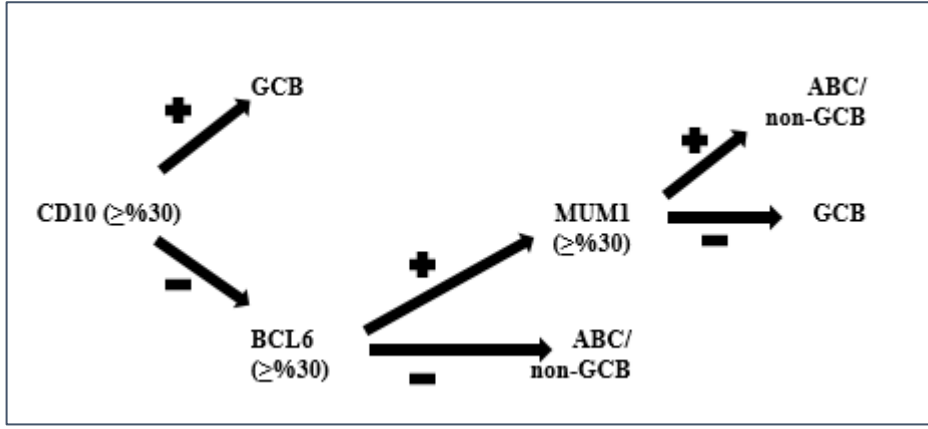 GCB
ABC/
non-GCB
+
+
CD10 (≥%30)
MUM1
(≥%30)
GCB
−
+
−
BCL6
(≥%30)
ABC/
non-GCB
−